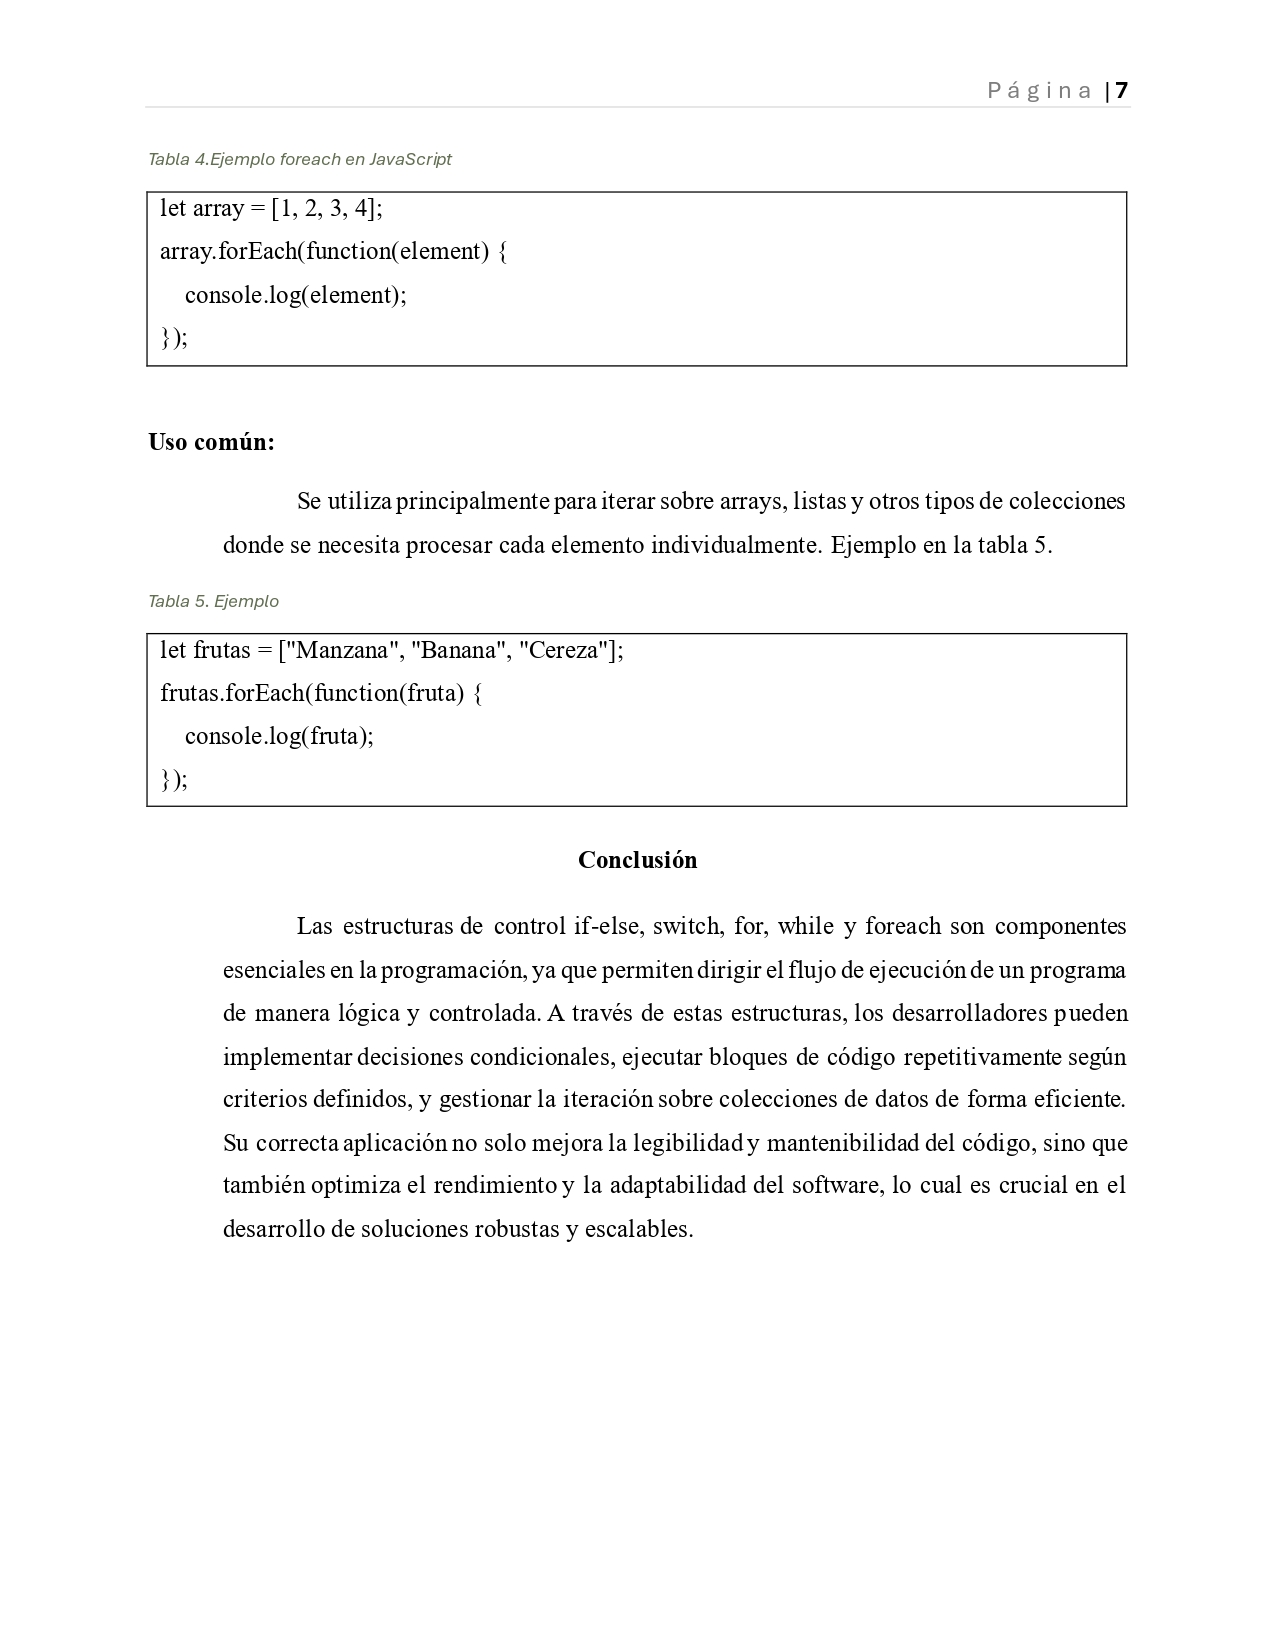 Página | 7
Tabla 4.Ejemplo foreach en JavaScript
let array = [1, 2, 3, 4];
array.forEach(function(element) {
    console.log(element);
});
Uso común:
Se utiliza principalmente para iterar sobre arrays, listas y otros tipos de colecciones
donde se necesita procesar cada elemento individualmente. Ejemplo en la tabla 5.
Tabla 5. Ejemplo
let frutas = ["Manzana", "Banana", "Cereza"];
frutas.forEach(function(fruta) {
    console.log(fruta);
});
Conclusión
Las estructuras de control if-else, switch, for, while y foreach son componentes
esenciales en la programación, ya que permiten dirigir el flujo de ejecución de un programa
de manera lógica y controlada. A través de estas estructuras, los desarrolladores pueden
implementar decisiones condicionales, ejecutar bloques de código repetitivamente según
criterios definidos, y gestionar la iteración sobre colecciones de datos de forma eficiente.
Su correcta aplicación no solo mejora la legibilidad y mantenibilidad del código, sino que
también optimiza el rendimiento y la adaptabilidad del software, lo cual es crucial en el
desarrollo de soluciones robustas y escalables.